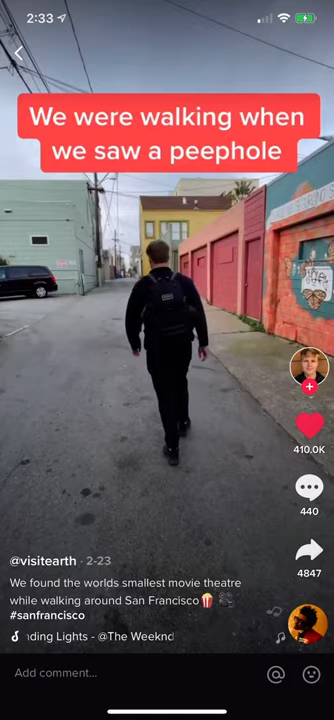 2:33
We were walking when
we saw a peephole
410.0K
440
4847
@visitearth · 2-23
We found the worlds smallest movie theatre
while walking around San Francisco🍿🎥
#sanfrancisco
nding Lights - @The Weeknd
Add comment...